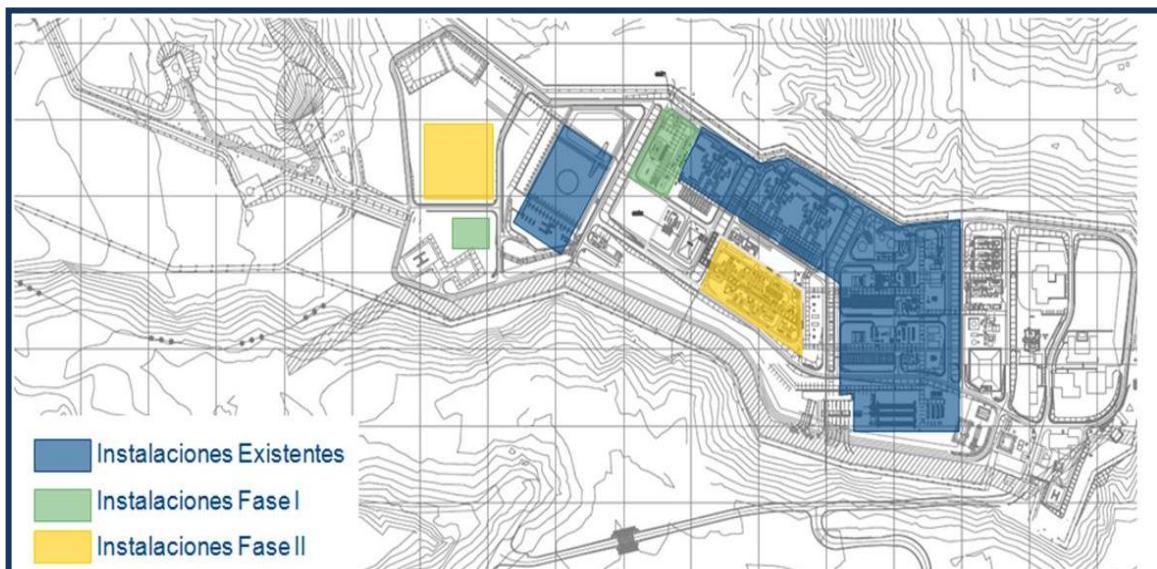 H
H
Instalaciones Existentes
Instalaciones Fase I
Instalaciones Fase II